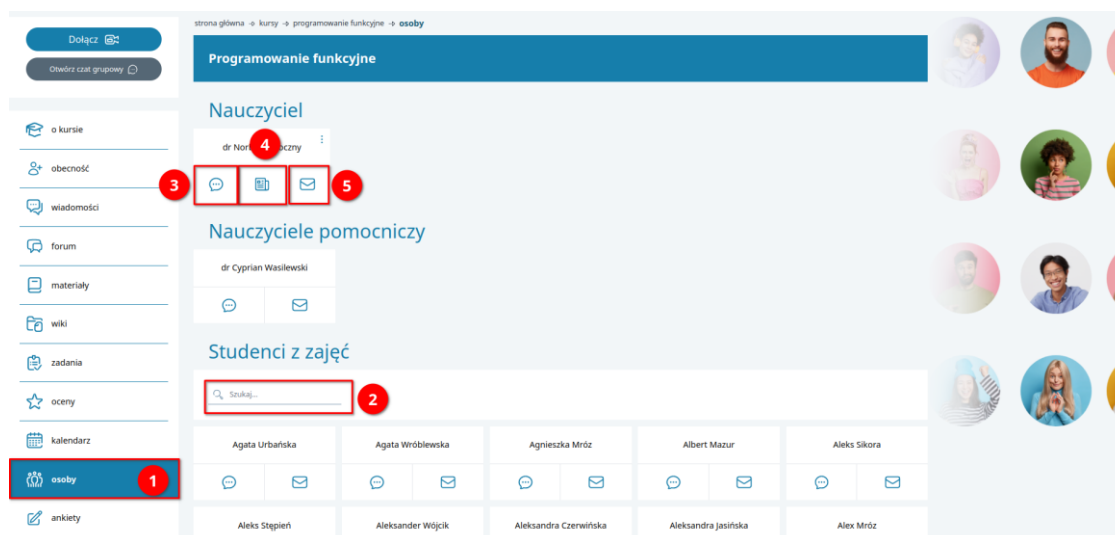 strona główna -> kursy -> programowanie funkcyjne -> osoby
Dołącz
Otwórz czat grupowy
Programowanie funkcyjne
o kursie
obecność
wiadomości
forum
materiały
wiki
zadania
oceny
kalendarz
osoby 1
ankiety
Nauczyciel
dr 4
3 5
Nauczyciele pomocniczy
dr Cyprian Wasilewski
Studenci z zajęć
Szukaj... 2
Agata Urbańska Agata Wróblewska Agnieszka Mróz Albert Mazur Aleks Sikora
Aleks Stępień Aleksander Wójcik Aleksandra Czerwińska Aleksandra Jasińska Alex Mróz